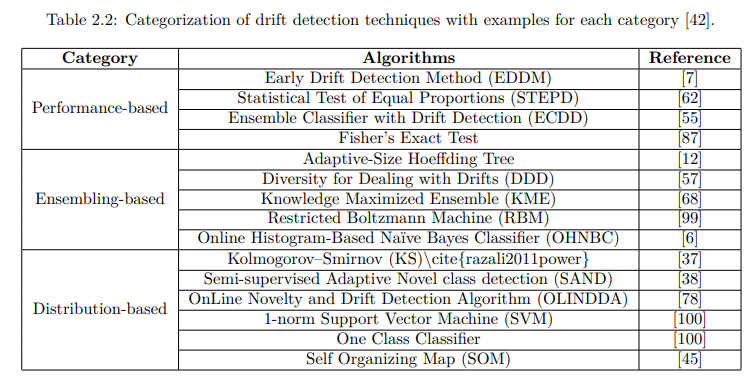 Table 2.2: Categorization of drift detection techniques with examples for each category [42].
Category Algorithms Reference
Performance-based
Early Drift Detection Method (EDDM) [7]
Statistical Test of Equal Proportions (STEPD) [62]
Ensemble Classifier with Drift Detection (ECDD) [55]
Fisher's Exact Test [87]
Ensembling-based
Adaptive-Size Hoeffding Tree [12]
Diversity for Dealing with Drifts (DDD) [57]
Knowledge Maximized Ensemble (KME) [68]
Restricted Boltzmann Machine (RBM) [99]
Online Histogram-Based Naïve Bayes Classifier (OHNBC) [6]
Distribution-based
Kolmogorov–Smirnov (KS)\cite{razali2011power} [37]
Semi-supervised Adaptive Novel class detection (SAND) [38]
OnLine Novelty and Drift Detection Algorithm (OLINDDA) [78]
1-norm Support Vector Machine (SVM) [100]
One Class Classifier [100]
Self Organizing Map (SOM) [45]